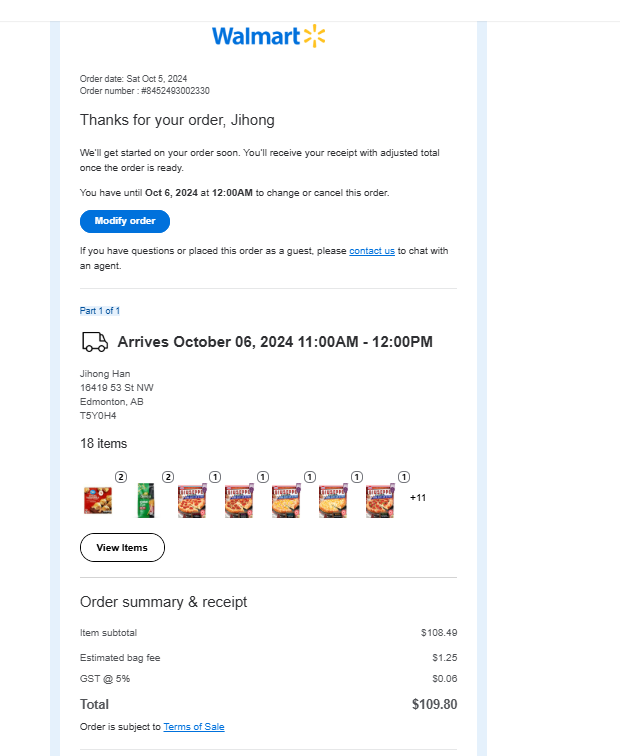 Walmart
Order date: Sat Oct 5, 2024
Order number : #8452493002330
Thanks for your order, Jihong
We'll get started on your order soon. You'll receive your receipt with adjusted total
once the order is ready.
You have until Oct 6, 2024 at 12:00AM to change or cancel this order.
Modify order
If you have questions or placed this order as a guest, please contact us to chat with
an agent.
Part 1 of 1
Arrives October 06, 2024 11:00AM - 12:00PM
Jihong Han
16419 53 St NW
Edmonton, AB
T5Y0H4
18 items
2 2 1 1 1 1 1
+11
View Items
Order summary & receipt
Item subtotal $108.49
Estimated bag fee $1.25
GST @ 5% $0.06
Total $109.80
Order is subject to Terms of Sale